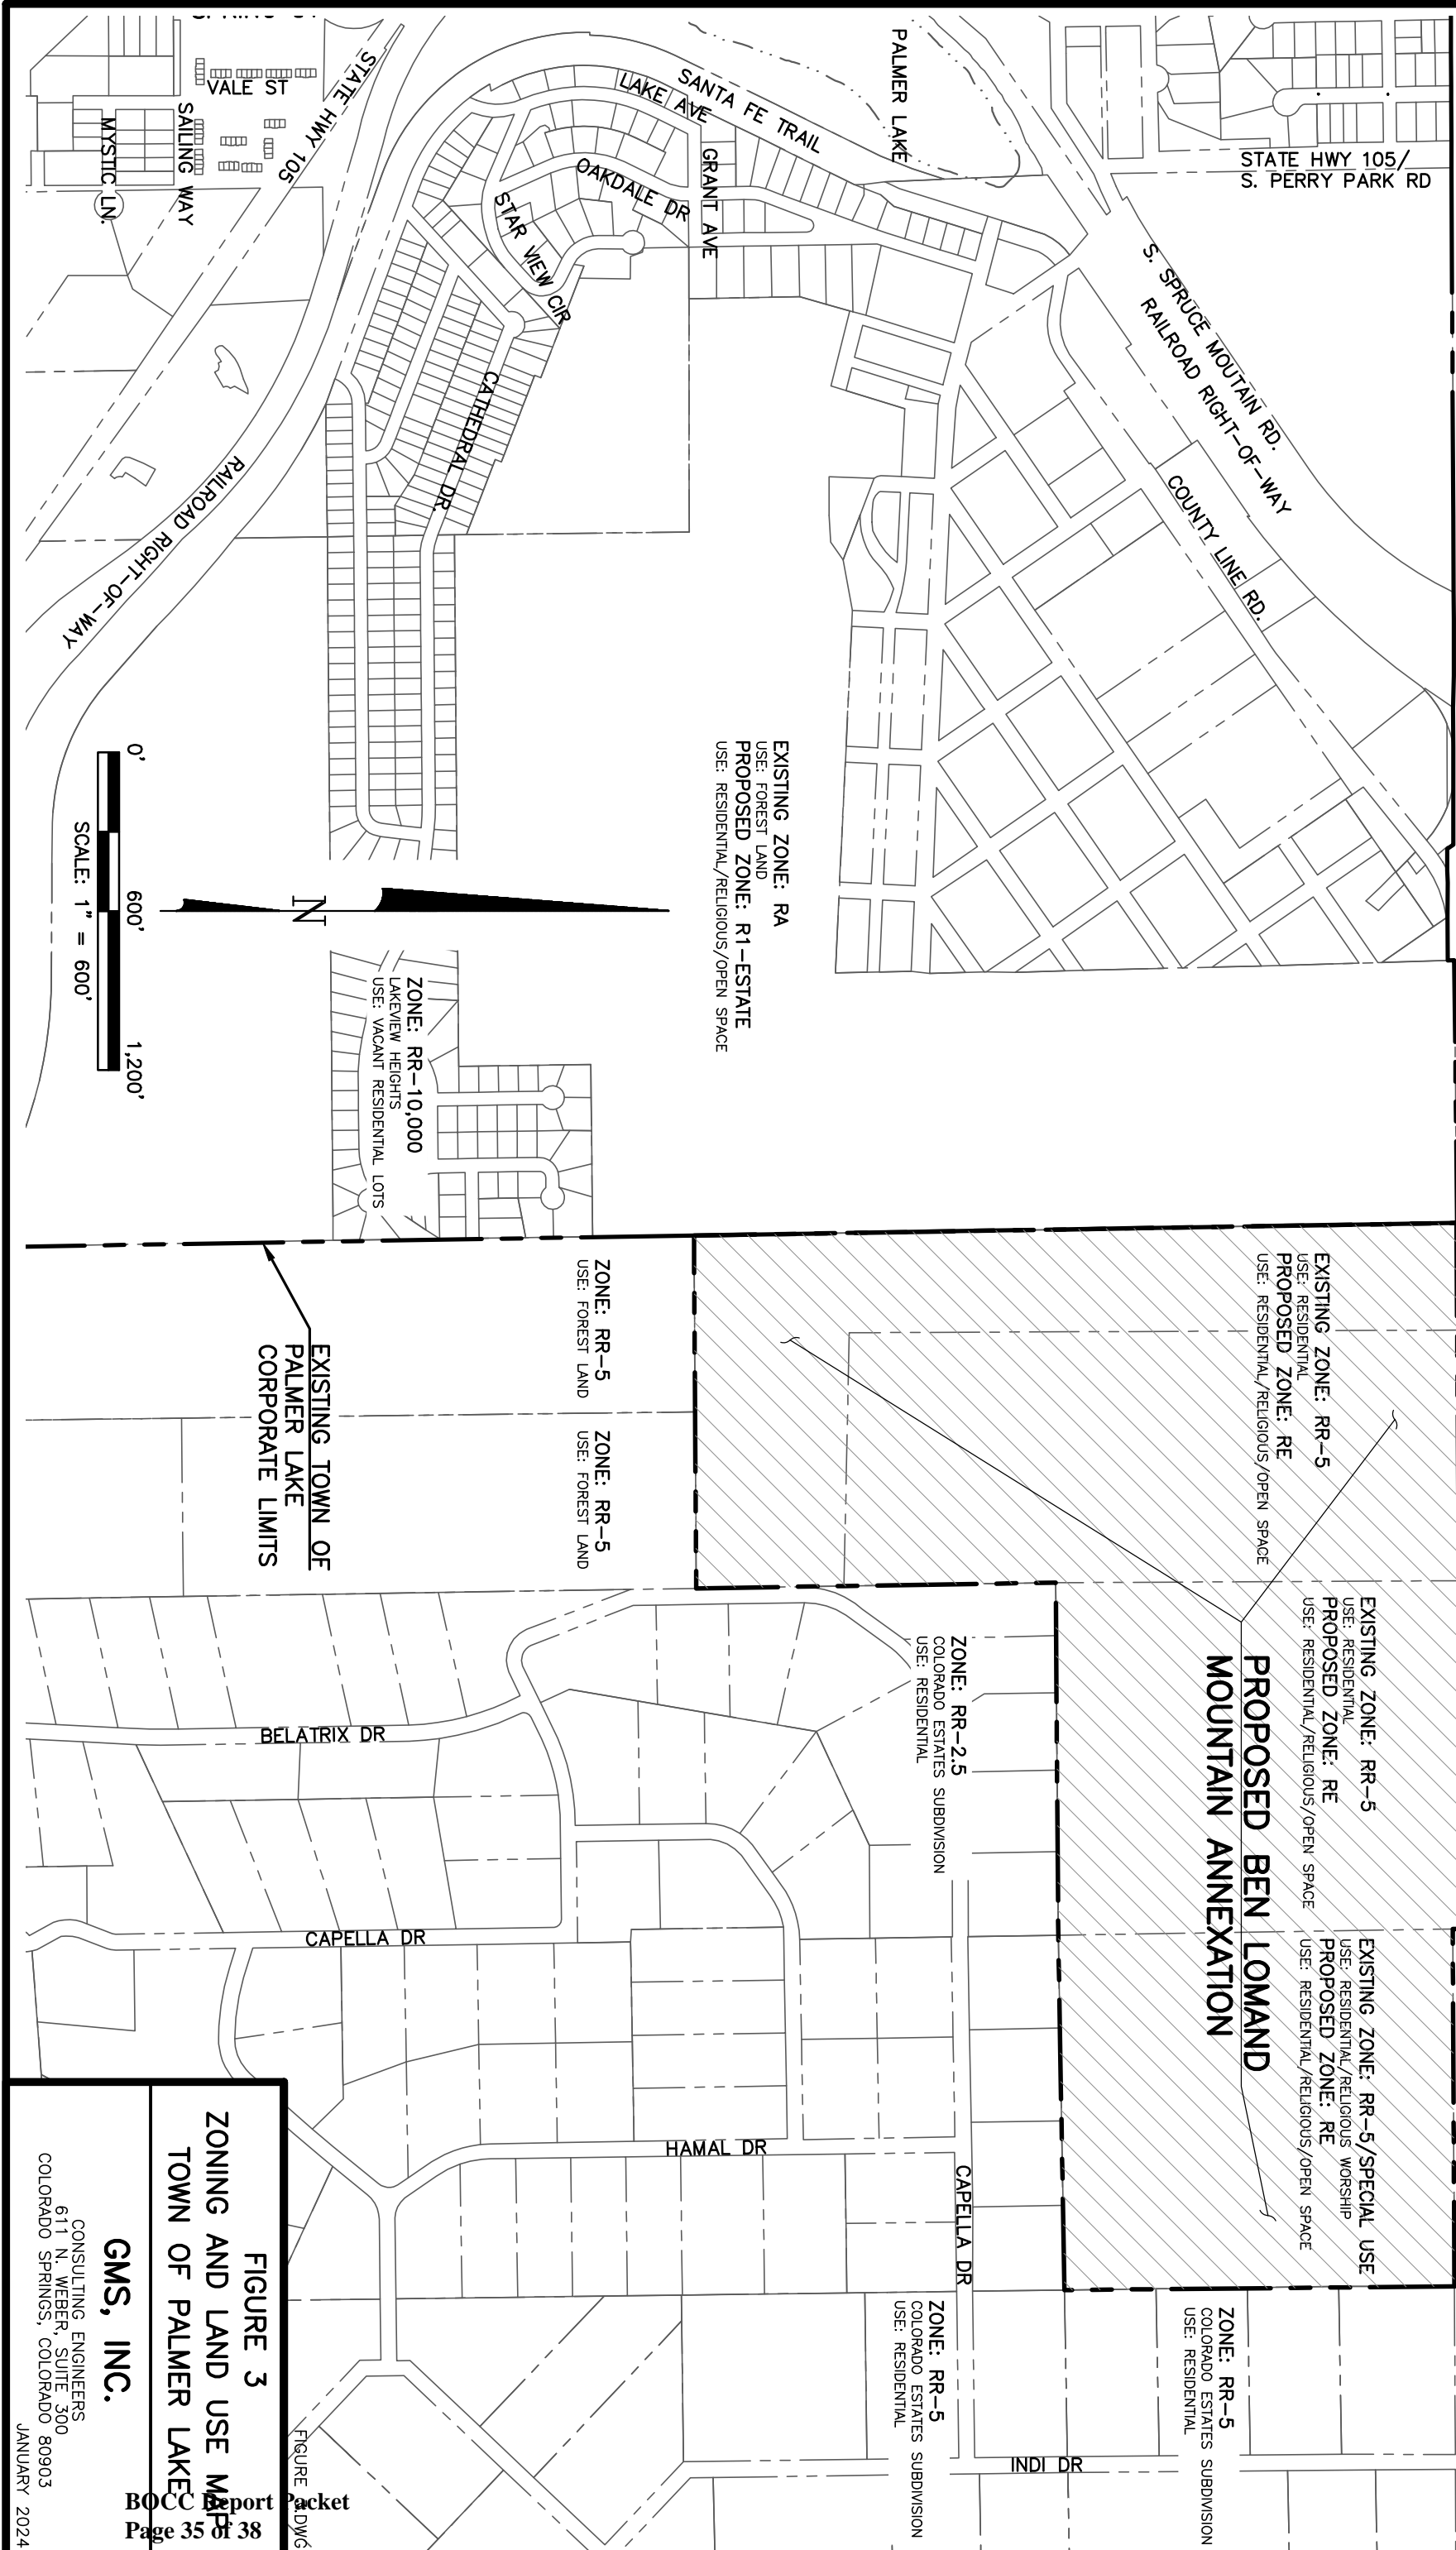 SPRING ST
STATE HWY 105
VALE ST
SAILING WAY
MYSTIC LN.
LAKE AVE
SANTA FE TRAIL
PALMER LAKE
GRANT AVE
OAKDALE DR
STAR VIEW CIR
CATHEDRAL DR.
STATE HWY 105/
S. PERRY PARK RD
S. SPRUCE MOUTAIN RD.
RAILROAD RIGHT-OF-WAY
COUNTY LINE RD.
RAILROAD RIGHT-OF-WAY
EXISTING ZONE: RA
USE: FOREST LAND
PROPOSED ZONE: R1-ESTATE
USE: RESIDENTIAL/RELIGIOUS/OPEN SPACE
0'
600'
1,200'
SCALE: 1" = 600'
N
ZONE: RR-10,000
LAKEVIEW HEIGHTS
USE: VACANT RESIDENTIAL LOTS
EXISTING ZONE: RR-5
USE: RESIDENTIAL
PROPOSED ZONE: RE
USE: RESIDENTIAL/RELIGIOUS/OPEN SPACE
ZONE: RR-5
USE: FOREST LAND
ZONE: RR-5
USE: FOREST LAND
EXISTING TOWN OF
PALMER LAKE
CORPORATE LIMITS
EXISTING ZONE: RR-5
USE: RESIDENTIAL
PROPOSED ZONE: RE
USE: RESIDENTIAL/RELIGIOUS/OPEN SPACE
PROPOSED BEN LOMAND
MOUNTAIN ANNEXATION
EXISTING ZONE: RR-5/SPECIAL USE
USE: RESIDENTIAL/RELIGIOUS WORSHIP
PROPOSED ZONE: RE
USE: RESIDENTIAL/RELIGIOUS/OPEN SPACE
ZONE: RR-2.5
COLORADO ESTATES SUBDIVISION
USE: RESIDENTIAL
BELATRIX DR
CAPELLA DR
HAMAL DR
CAPELLA DR
INDI DR
ZONE: RR-5
COLORADO ESTATES SUBDIVISION
USE: RESIDENTIAL
ZONE: RR-5
COLORADO ESTATES SUBDIVISION
USE: RESIDENTIAL
FIGURE 3.DWG
FIGURE 3
ZONING AND LAND USE MAP
TOWN OF PALMER LAKE
GMS, INC.
CONSULTING ENGINEERS
611 N. WEBER, SUITE 300
COLORADO SPRINGS, COLORADO 80903
JANUARY 2024
BOCC Report Packet
Page 35 of 38